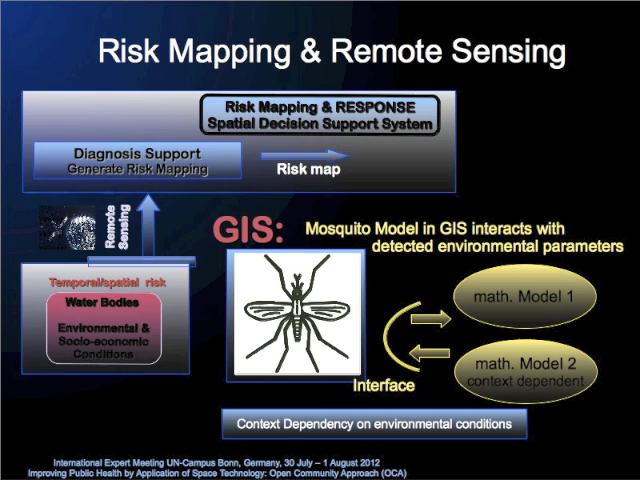 Risk Mapping & Remote Sensing
Risk Mapping & RESPONSE
Spatial Decision Support System
Diagnosis Support
Generate Risk Mapping
Risk map
Remote
Sensing
GIS:
Mosquito Model in GIS interacts with
detected environmental parameters
Temporal/spatial risk
Water Bodies
Environmental &
Socio-economic
Conditions
math. Model 1
math. Model 2
context dependent
Interface
Context Dependency on environmental conditions
International Expert Meeting UN-Campus Bonn, Germany, 30 July – 1 August 2012
Improving Public Health by Application of Space Technology: Open Community Approach (OCA)